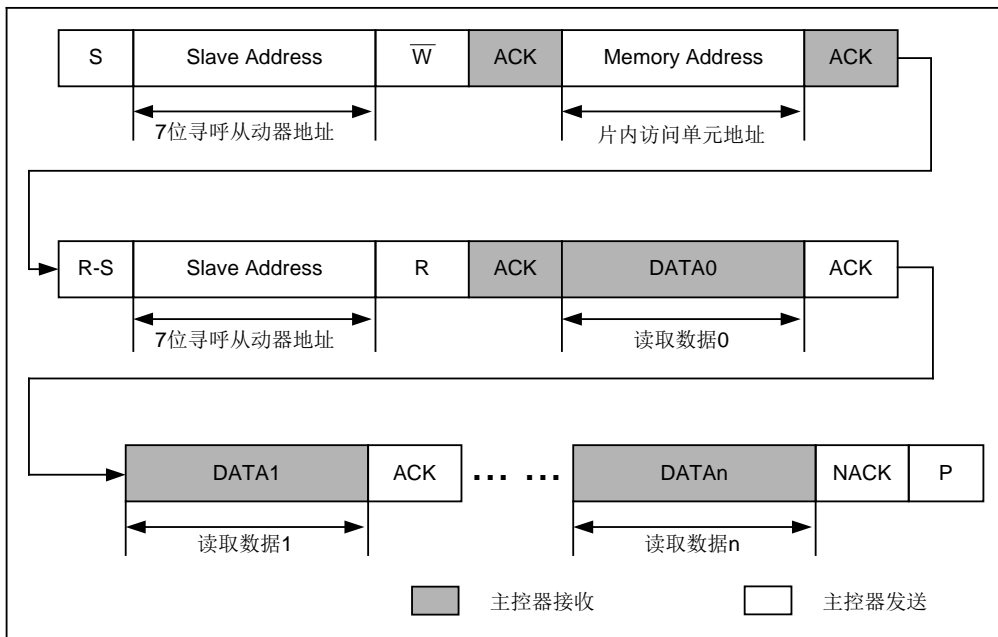 S Slave Address W̅ ACK Memory Address ACK
7位寻呼从动器地址 片内访问单元地址
R-S Slave Address R ACK DATA0 ACK
7位寻呼从动器地址 读取数据0
DATA1 ACK ... ... DATAn NACK P
读取数据1 读取数据n
主控器接收 主控器发送